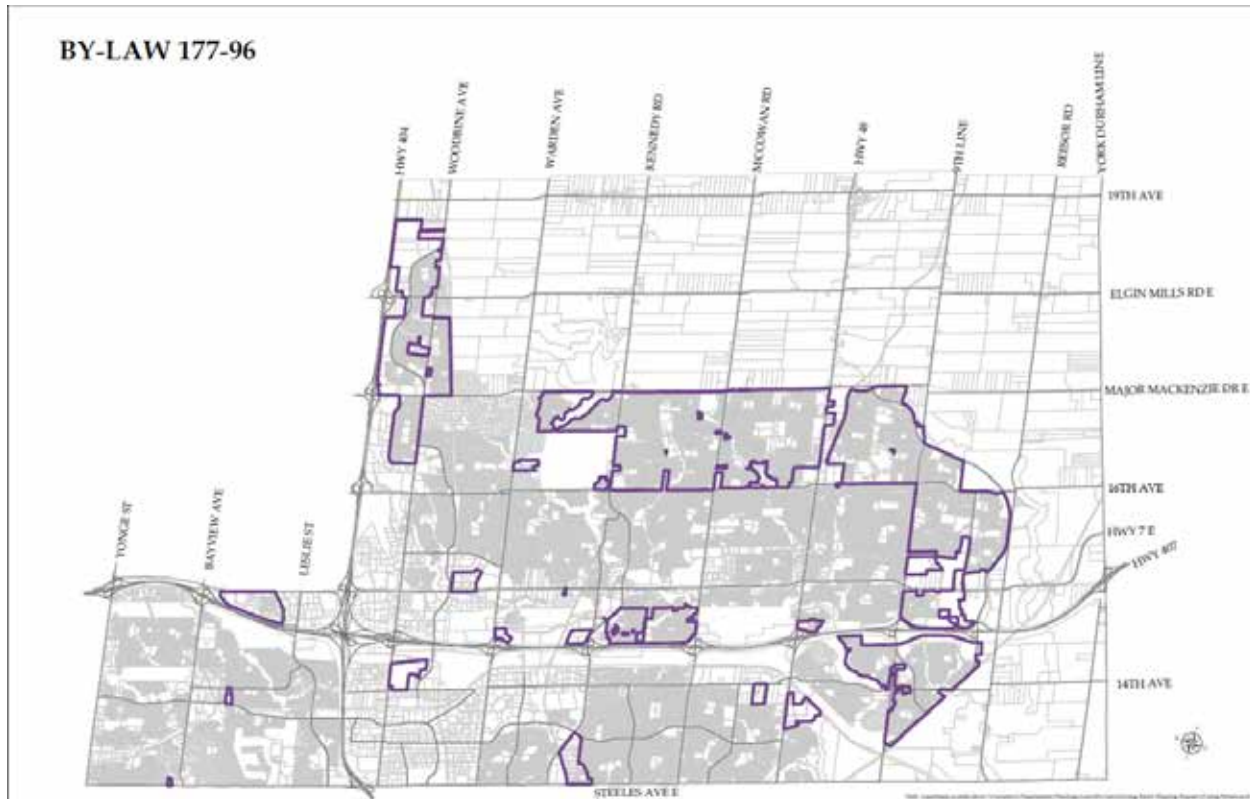 BY-LAW 177-96
HWY 404
WOODBINE AVE
WARDEN AVE
KENNEDY RD
MCCOWAN RD
HWY 48
9TH LINE
REESOR RD
YORK DURHAM LINE
19TH AVE
ELGIN MILLS RD E
MAJOR MACKENZIE DR E
16TH AVE
YONGE ST
BAYVIEW AVE
LESLIE ST
HWY 7 E
HWY 407
14TH AVE
STEELES AVE E